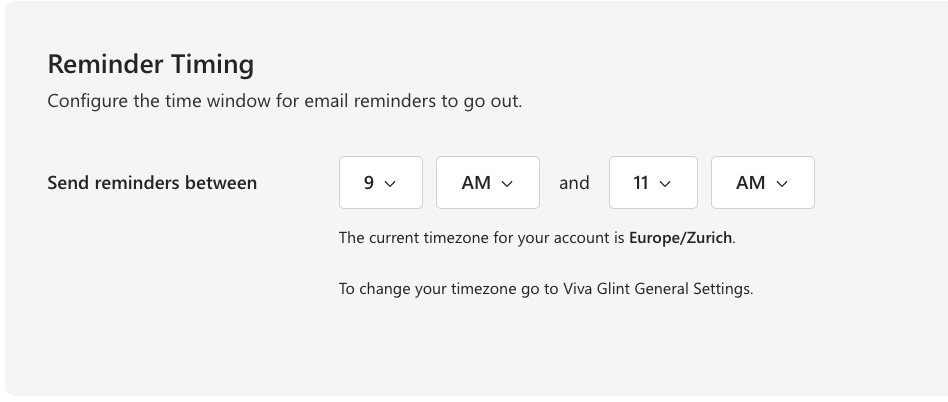 Reminder Timing
Configure the time window for email reminders to go out.
Send reminders between 9 AM and 11 AM
The current timezone for your account is Europe/Zurich.
To change your timezone go to Viva Glint General Settings.